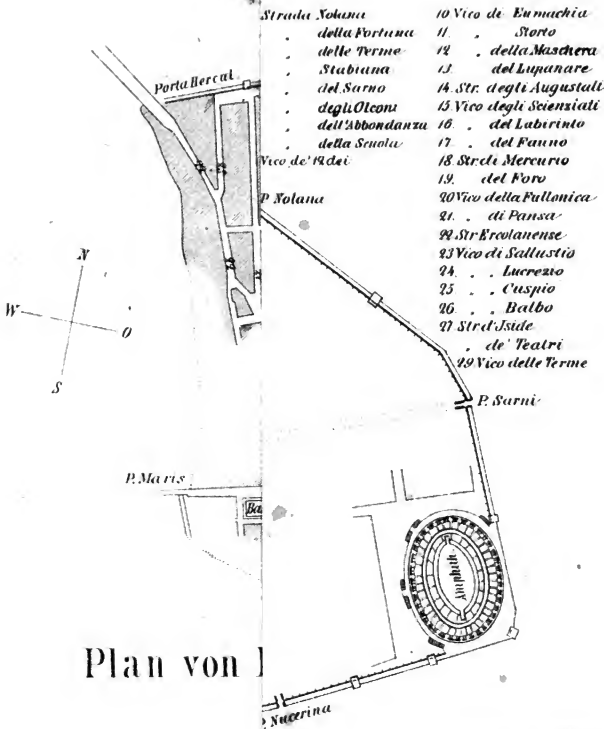 Strada Nolana
„ della Fortuna
„ delle Terme
„ Stabiana
„ del Sarno
„ degli Olconi
„ dell'Abbondanza
„ della Scuola
Vico de' 12 dei
10 Vico di Eumachia
11. „ Storto
12 „ della Maschera
13. „ del Lupanare
14. Str. degli Augustali
15. Vico degli Scienziati
16. „ del Labirinto
17. „ del Fauno
18 Str. di Mercurio
19. „ del Foro
20 Vico della Fullonica
21. „ di Pansa
22 Str Ercolanense
23 Vico di Sallustio
24. „ „ Lucrezio
25 „ „ Cuspio
26 „ „ Balbo
27 Str. d'Iside
„ de' Teatri
29 Vico delle Terme
Porta Hercul
P. Nolana
N
W
O
S
P. Sarni
P. Maris
Ba
Amphith.
Plan von
P. Nucerina